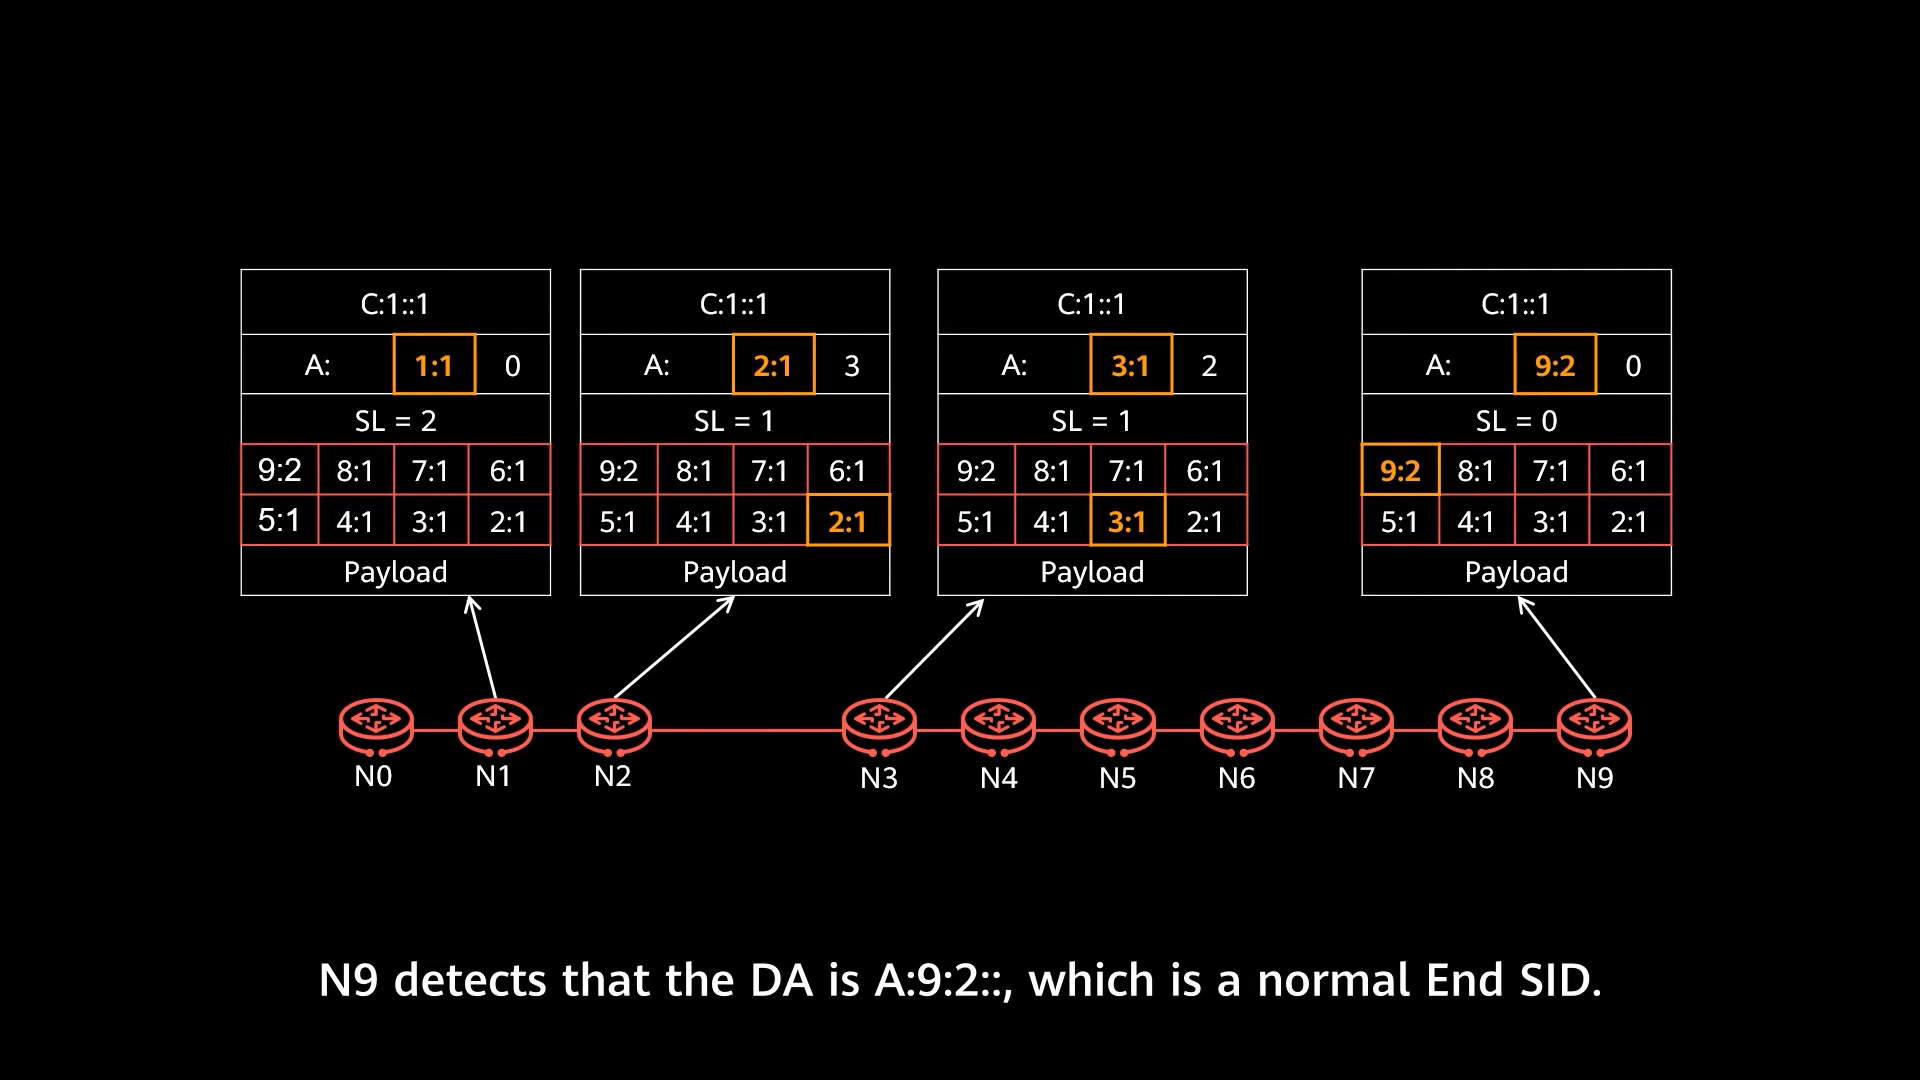 C:1::1
A: 1:1 0
SL = 2
9:2 8:1 7:1 6:1
5:1 4:1 3:1 2:1
Payload
C:1::1
A: 2:1 3
SL = 1
9:2 8:1 7:1 6:1
5:1 4:1 3:1 2:1
Payload
C:1::1
A: 3:1 2
SL = 1
9:2 8:1 7:1 6:1
5:1 4:1 3:1 2:1
Payload
C:1::1
A: 9:2 0
SL = 0
9:2 8:1 7:1 6:1
5:1 4:1 3:1 2:1
Payload
N0 N1 N2 N3 N4 N5 N6 N7 N8 N9
N9 detects that the DA is A:9:2::, which is a normal End SID.